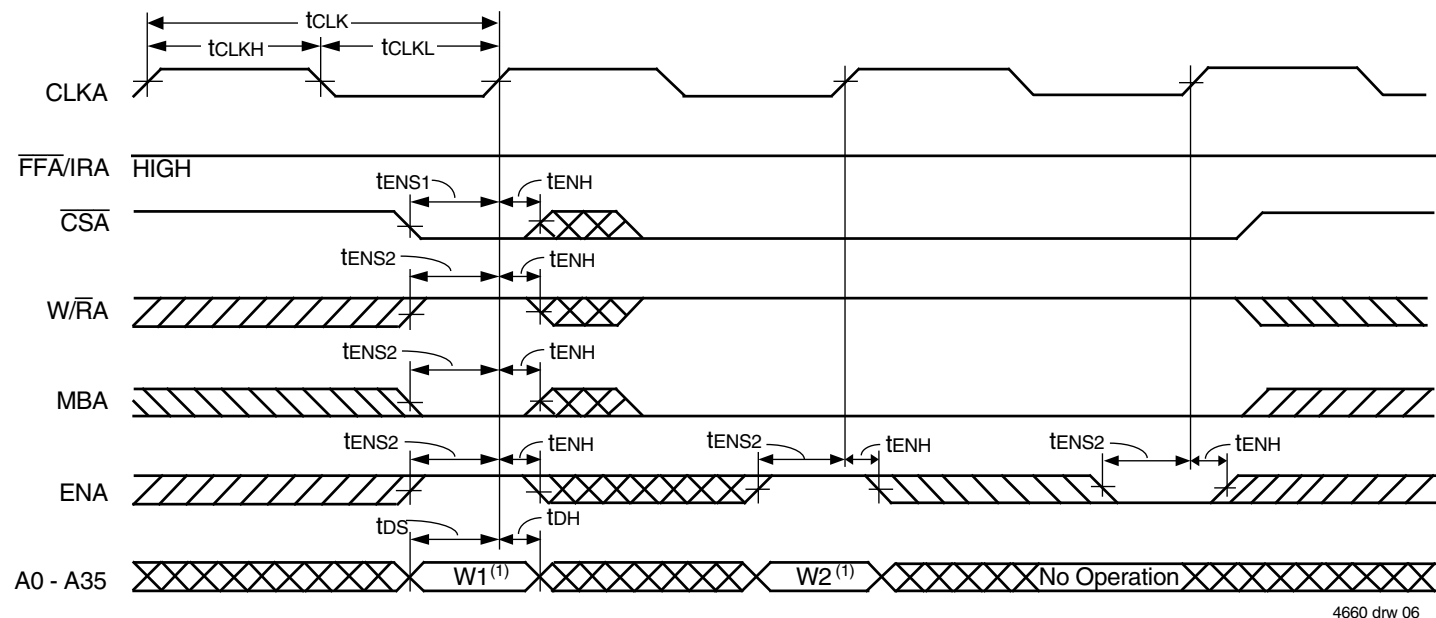 tCLK
tCLKH tCLKL
CLKA
FFA/IRA HIGH
tENS1 tENH
CSA
tENS2 tENH
W/RA
tENS2 tENH
MBA
tENS2 tENH tENS2 tENH tENS2 tENH
ENA
tDS tDH
A0 - A35 W1(1) W2(1) No Operation
4660 drw 06